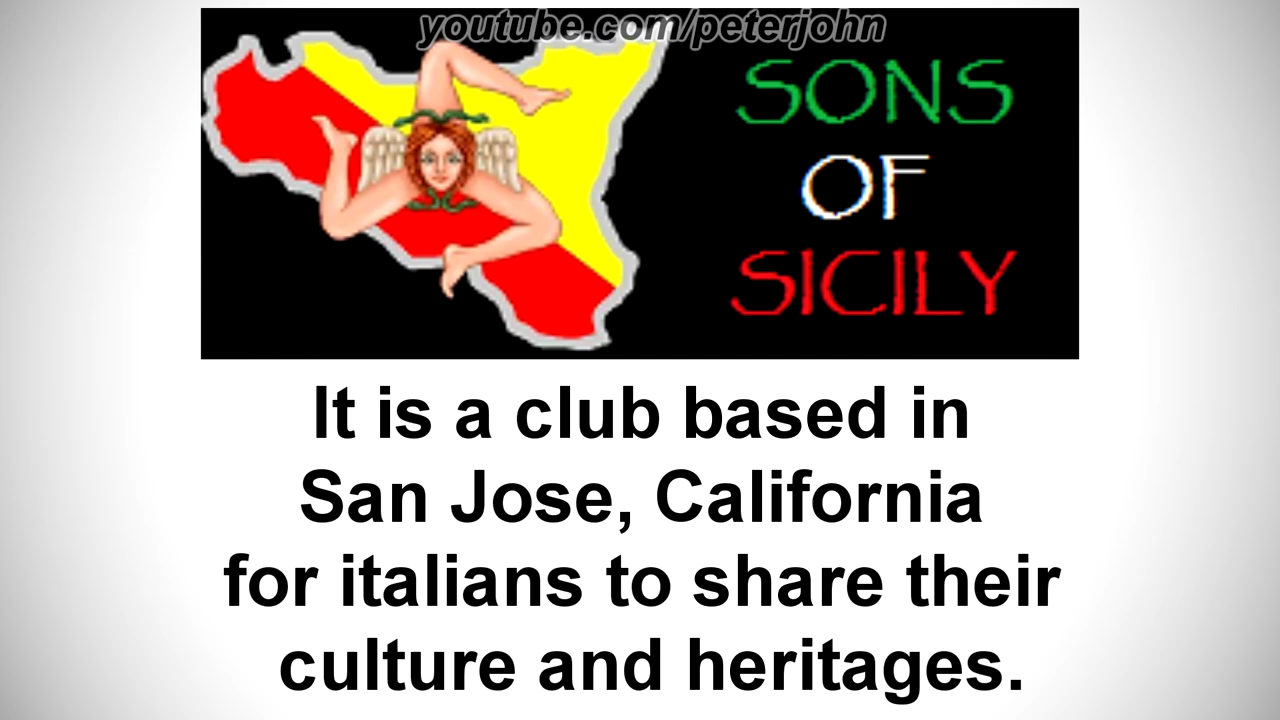 youtube.com/peterjohn
SONS
OF
SICILY
It is a club based in
San Jose, California
for italians to share their
culture and heritages.